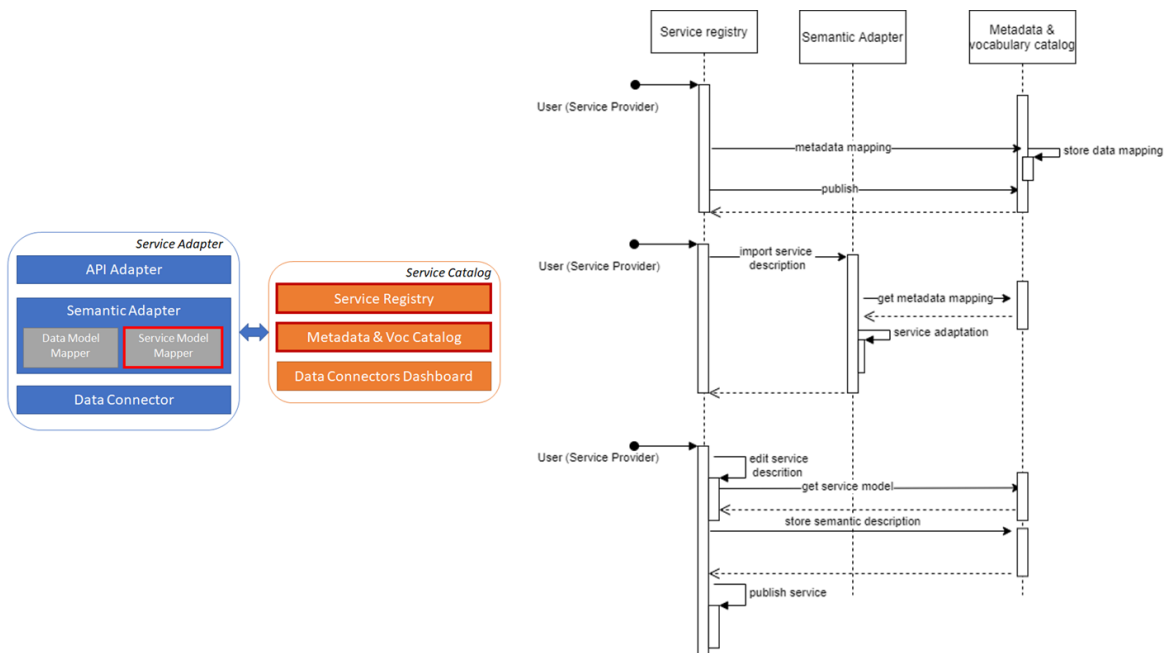 Service Adapter
API Adapter
Semantic Adapter
Data Model
Mapper
Service Model
Mapper
Data Connector
Service Catalog
Service Registry
Metadata & Voc Catalog
Data Connectors Dashboard
Service registry
Semantic Adapter
Metadata &
vocabulary catalog
User (Service Provider)
metadata mapping
store data mapping
publish
User (Service Provider)
import service
description
get metadata mapping
service adaptation
User (Service Provider)
edit service
descrition
get service model
store semantic description
publish service